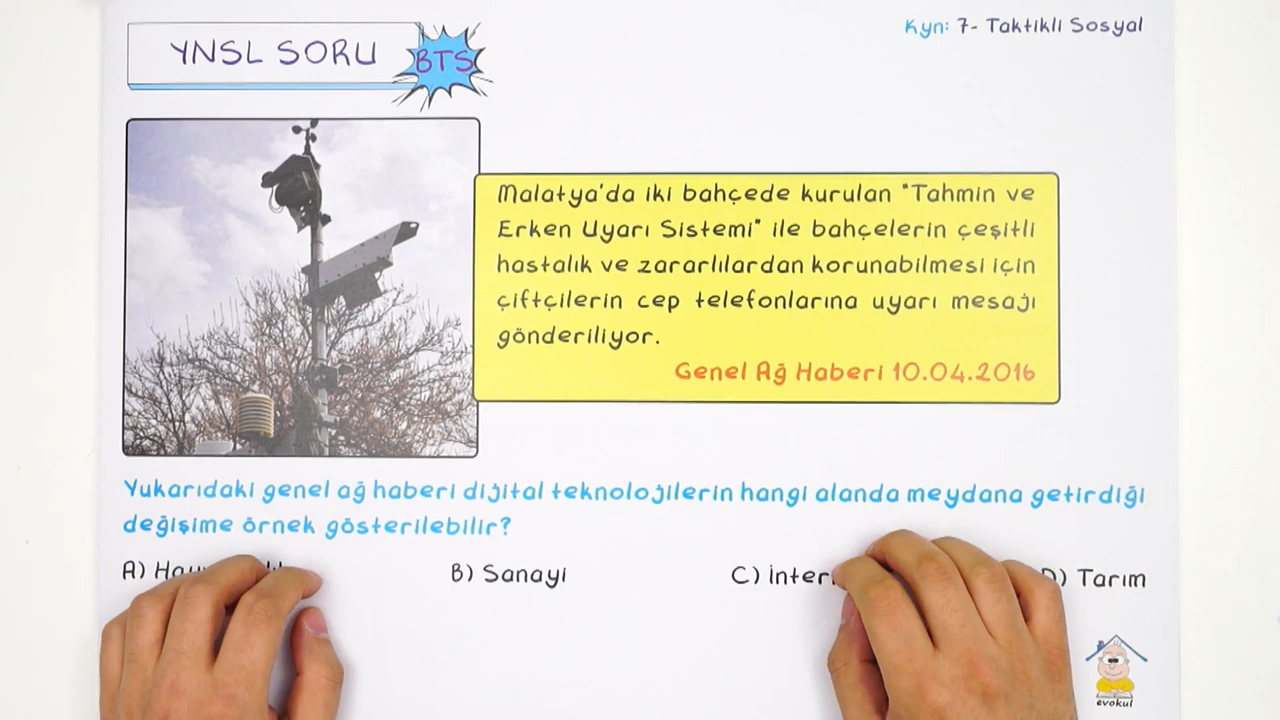 YNSL SORU
BTS
Kyn: 7- Taktikli Sosyal
Malatya'da iki bahçede kurulan "Tahmin ve
Erken Uyarı Sistemi" ile bahçelerin çeşitli
hastalık ve zararlılardan korunabilmesi için
çiftçilerin cep telefonlarına uyarı mesajı
gönderiliyor.
Genel Ağ Haberi 10.04.2016
Yukarıdaki genel ağ haberi dijital teknolojilerin hangi alanda meydana getirdiği
değişime örnek gösterilebilir?
A)
B) Sanayi
C)
D) Tarım
evokul